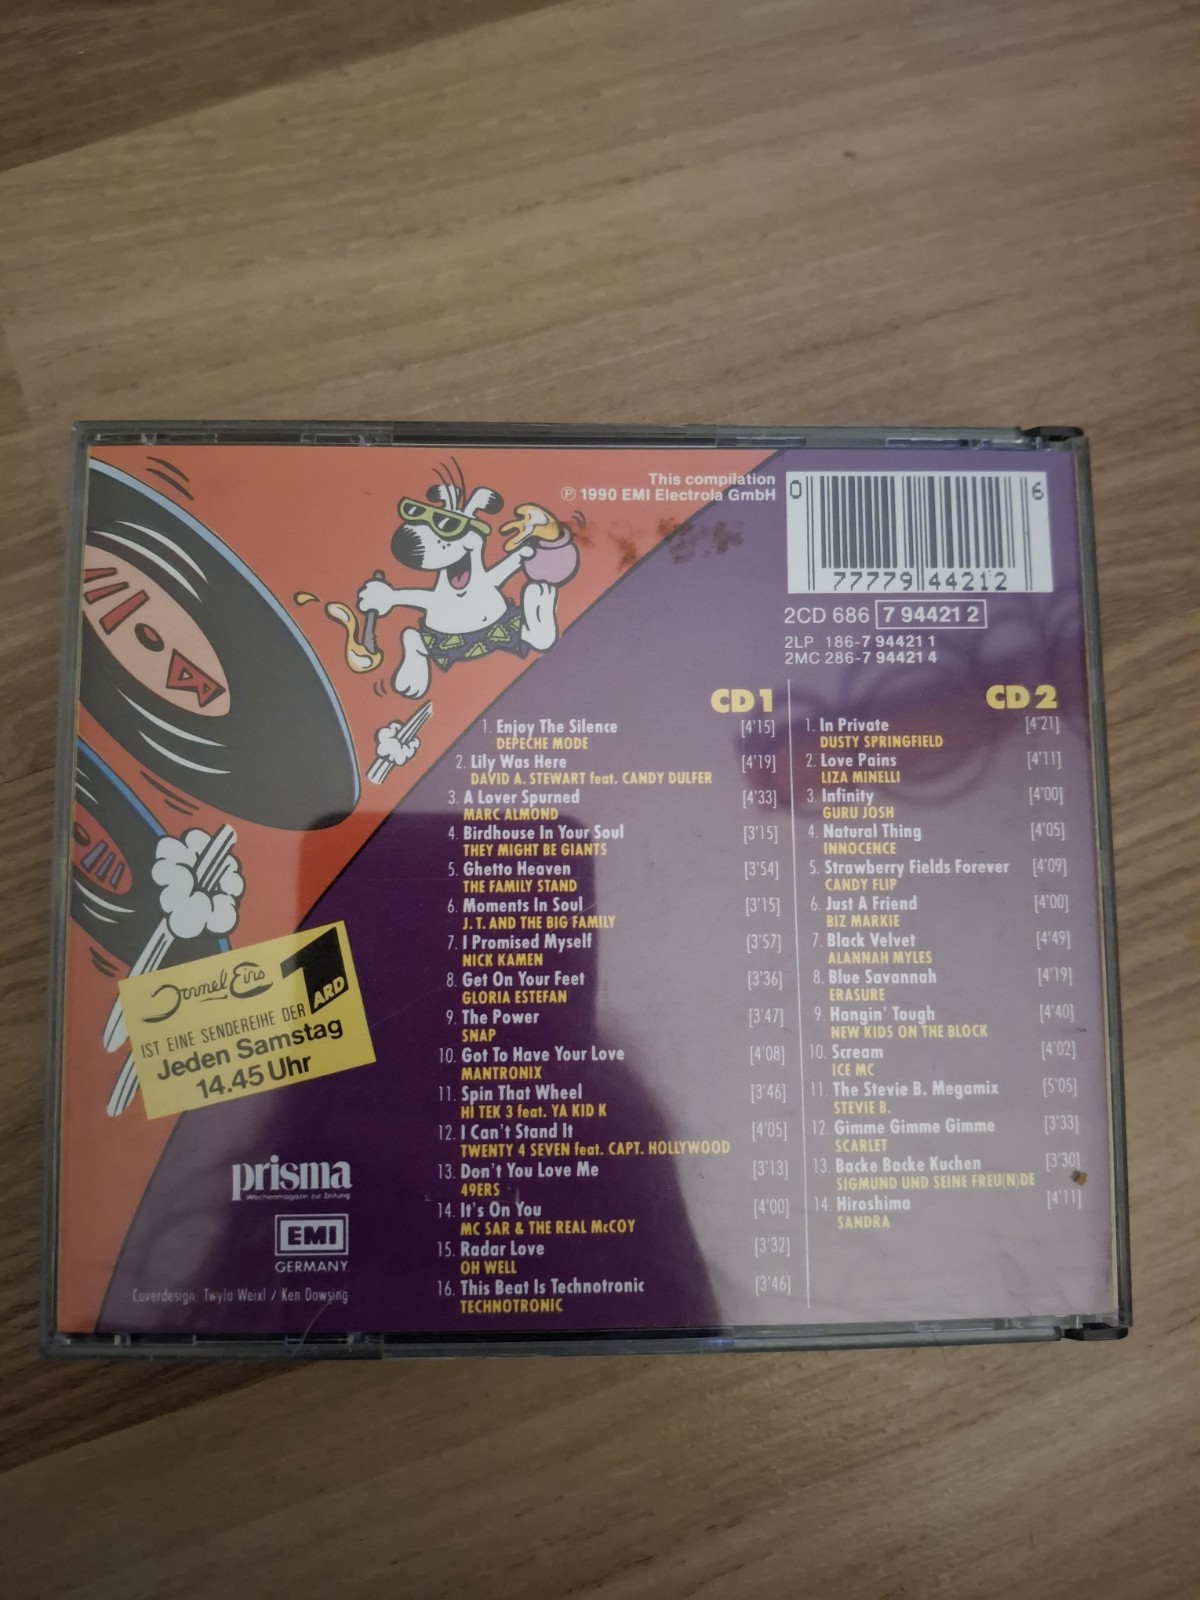 This compilation
℗ 1990 EMI Electrola GmbH
0 77779 44212 6
2CD 686 7 94421 2
2LP 186-7 94421 1
2MC 286-7 94421 4
CD 1
1. Enjoy The Silence [4'15]
DEPECHE MODE
2. Lily Was Here [4'19]
DAVID A. STEWART feat. CANDY DULFER
3. A Lover Spurned [4'33]
MARC ALMOND
4. Birdhouse In Your Soul [3'15]
THEY MIGHT BE GIANTS
5. Ghetto Heaven [3'54]
THE FAMILY STAND
6. Moments In Soul [3'15]
J. T. AND THE BIG FAMILY
7. I Promised Myself [3'57]
NICK KAMEN
8. Get On Your Feet [3'36]
GLORIA ESTEFAN
9. The Power [3'47]
SNAP
10. Got To Have Your Love [4'08]
MANTRONIX
11. Spin That Wheel [3'46]
HI TEK 3 feat. YA KID K
12. I Can't Stand It [4'05]
TWENTY 4 SEVEN feat. CAPT. HOLLYWOOD
13. Don't You Love Me [3'13]
49ERS
14. It's On You [4'00]
MC SAR & THE REAL McCOY
15. Radar Love [3'32]
OH WELL
16. This Beat Is Technotronic [3'46]
TECHNOTRONIC
CD 2
1. In Private [4'21]
DUSTY SPRINGFIELD
2. Love Pains [4'11]
LIZA MINELLI
3. Infinity [4'00]
GURU JOSH
4. Natural Thing [4'05]
INNOCENCE
5. Strawberry Fields Forever [4'09]
CANDY FLIP
6. Just A Friend [4'00]
BIZ MARKIE
7. Black Velvet [4'49]
ALANNAH MYLES
8. Blue Savannah [4'19]
ERASURE
9. Hangin' Tough [4'40]
NEW KIDS ON THE BLOCK
10. Scream [4'02]
ICE MC
11. The Stevie B. Megamix [5'05]
STEVIE B.
12. Gimme Gimme Gimme [3'33]
SCARLET
13. Backe Backe Kuchen [3'30]
SIGMUND UND SEINE FREU(N)DE
14. Hiroshima [4'11]
SANDRA
Formel Eins
1 ARD
IST EINE SENDEREIHE DER
Jeden Samstag
14.45 Uhr
prisma
Wochenmagazin zur Zeitung
EMI
GERMANY
Coverdesign: Twyla Weixl / Ken Dowsing